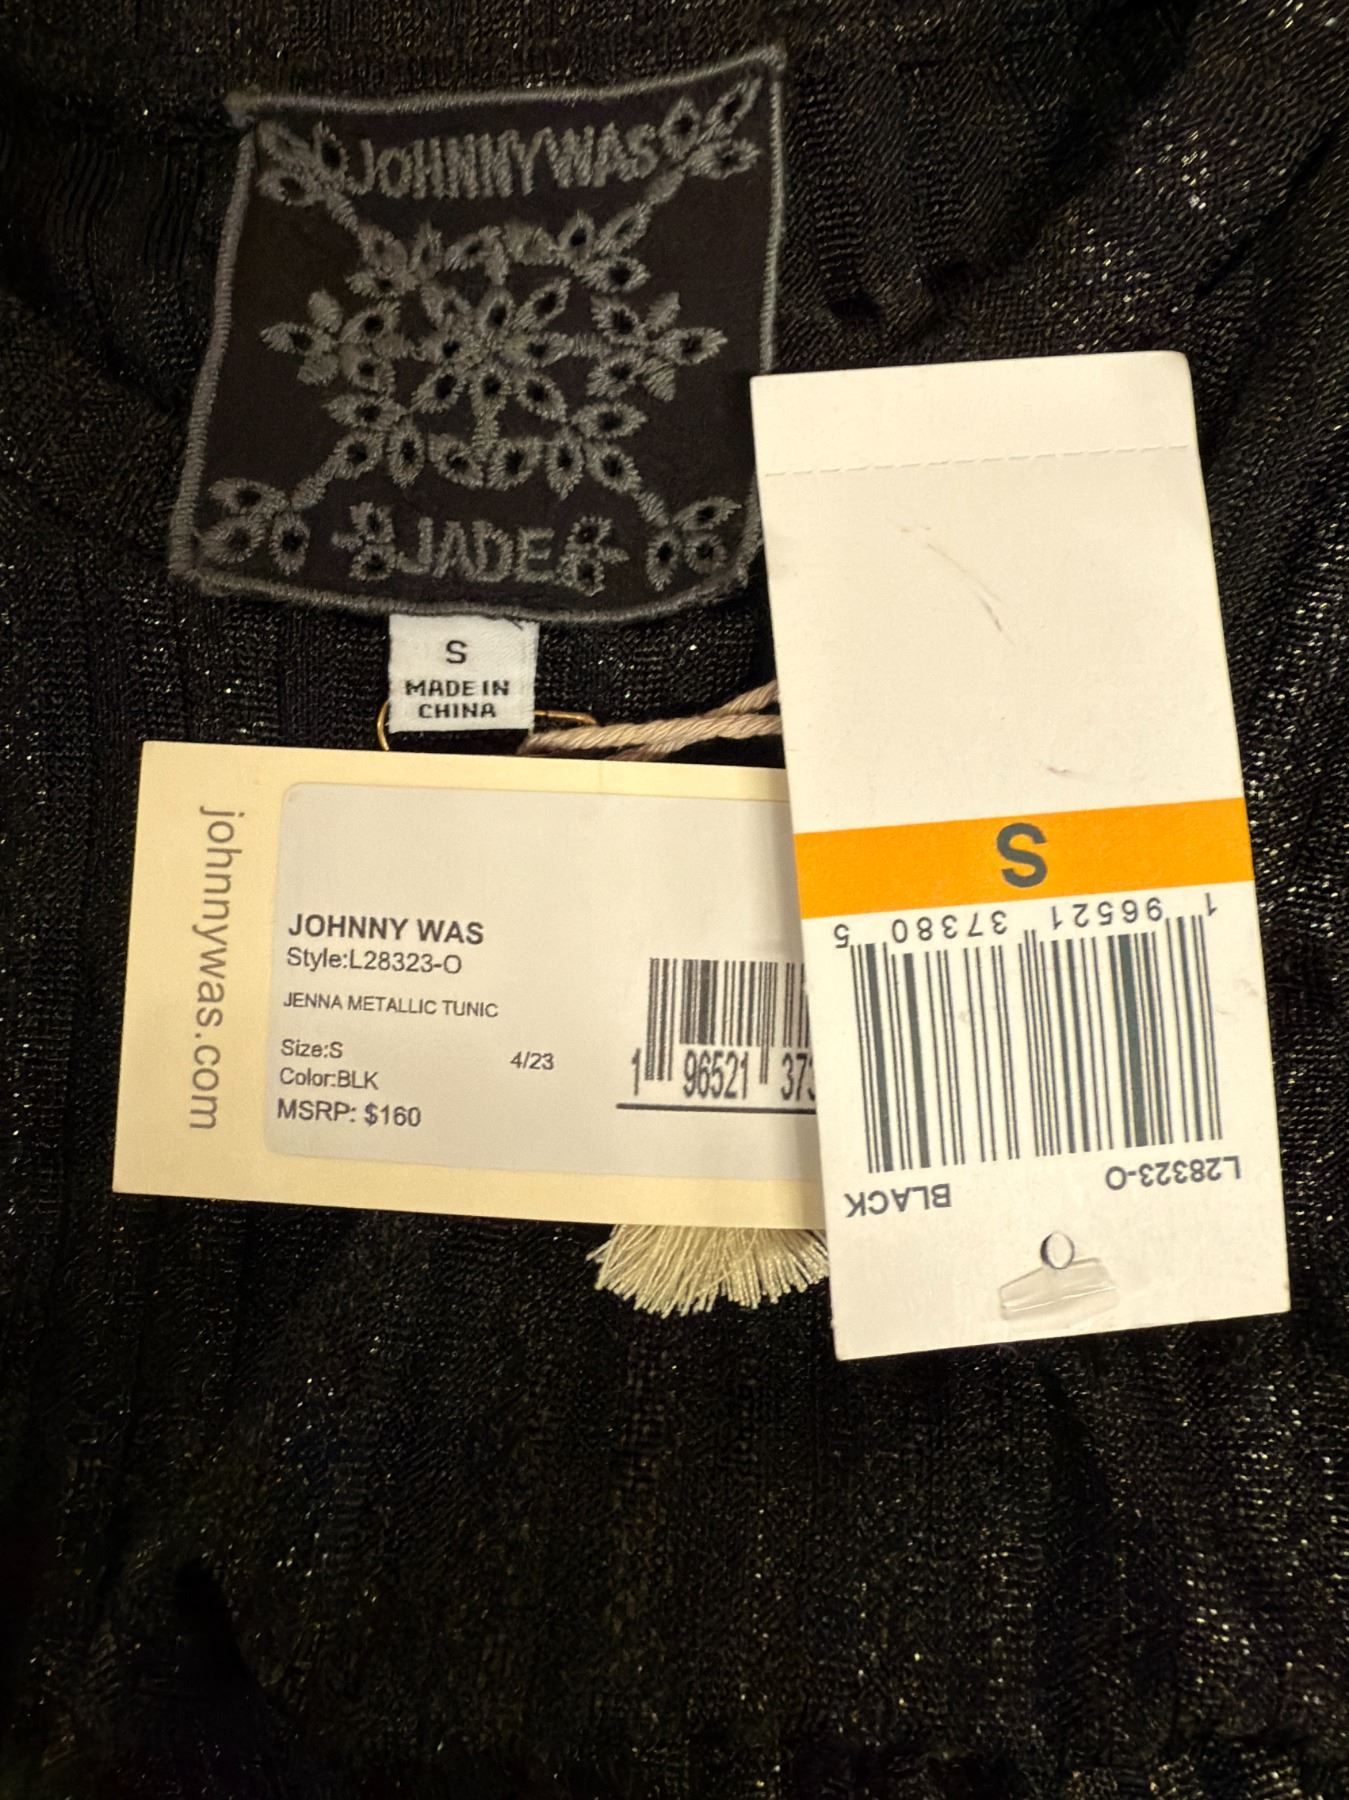 JOHNNY WAS
JADE
S
MADE IN
CHINA
johnnywas.com
JOHNNY WAS
Style:L28323-O
JENNA METALLIC TUNIC
Size:S
4/23
Color:BLK
MSRP: $160
1 96521 373
S
1 96521 37380 5
L28323-O BLACK